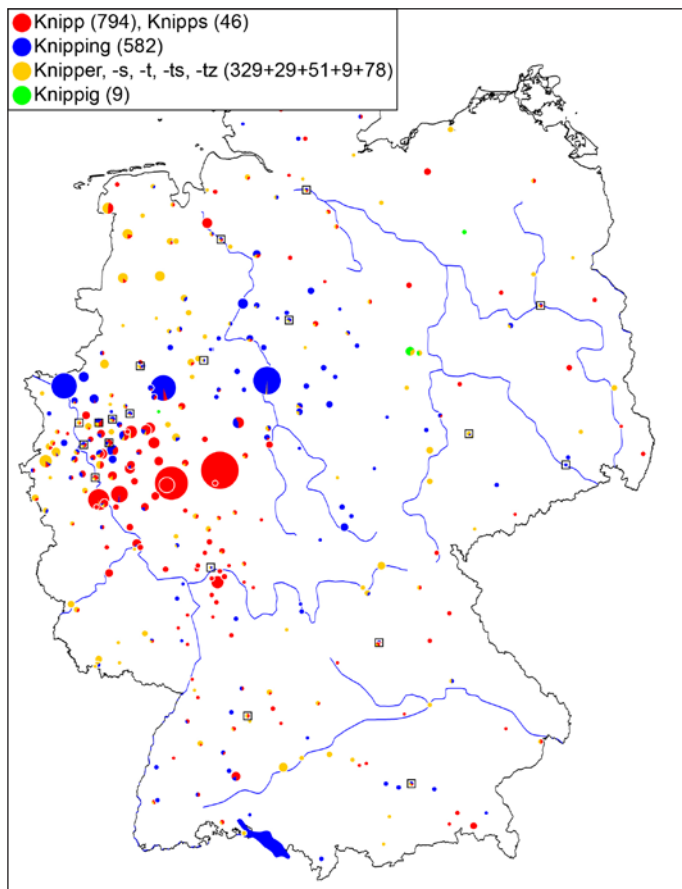 Knipp (794), Knipps (46)
Knipping (582)
Knipper, -s, -t, -ts, -tz (329+29+51+9+78)
Knippig (9)